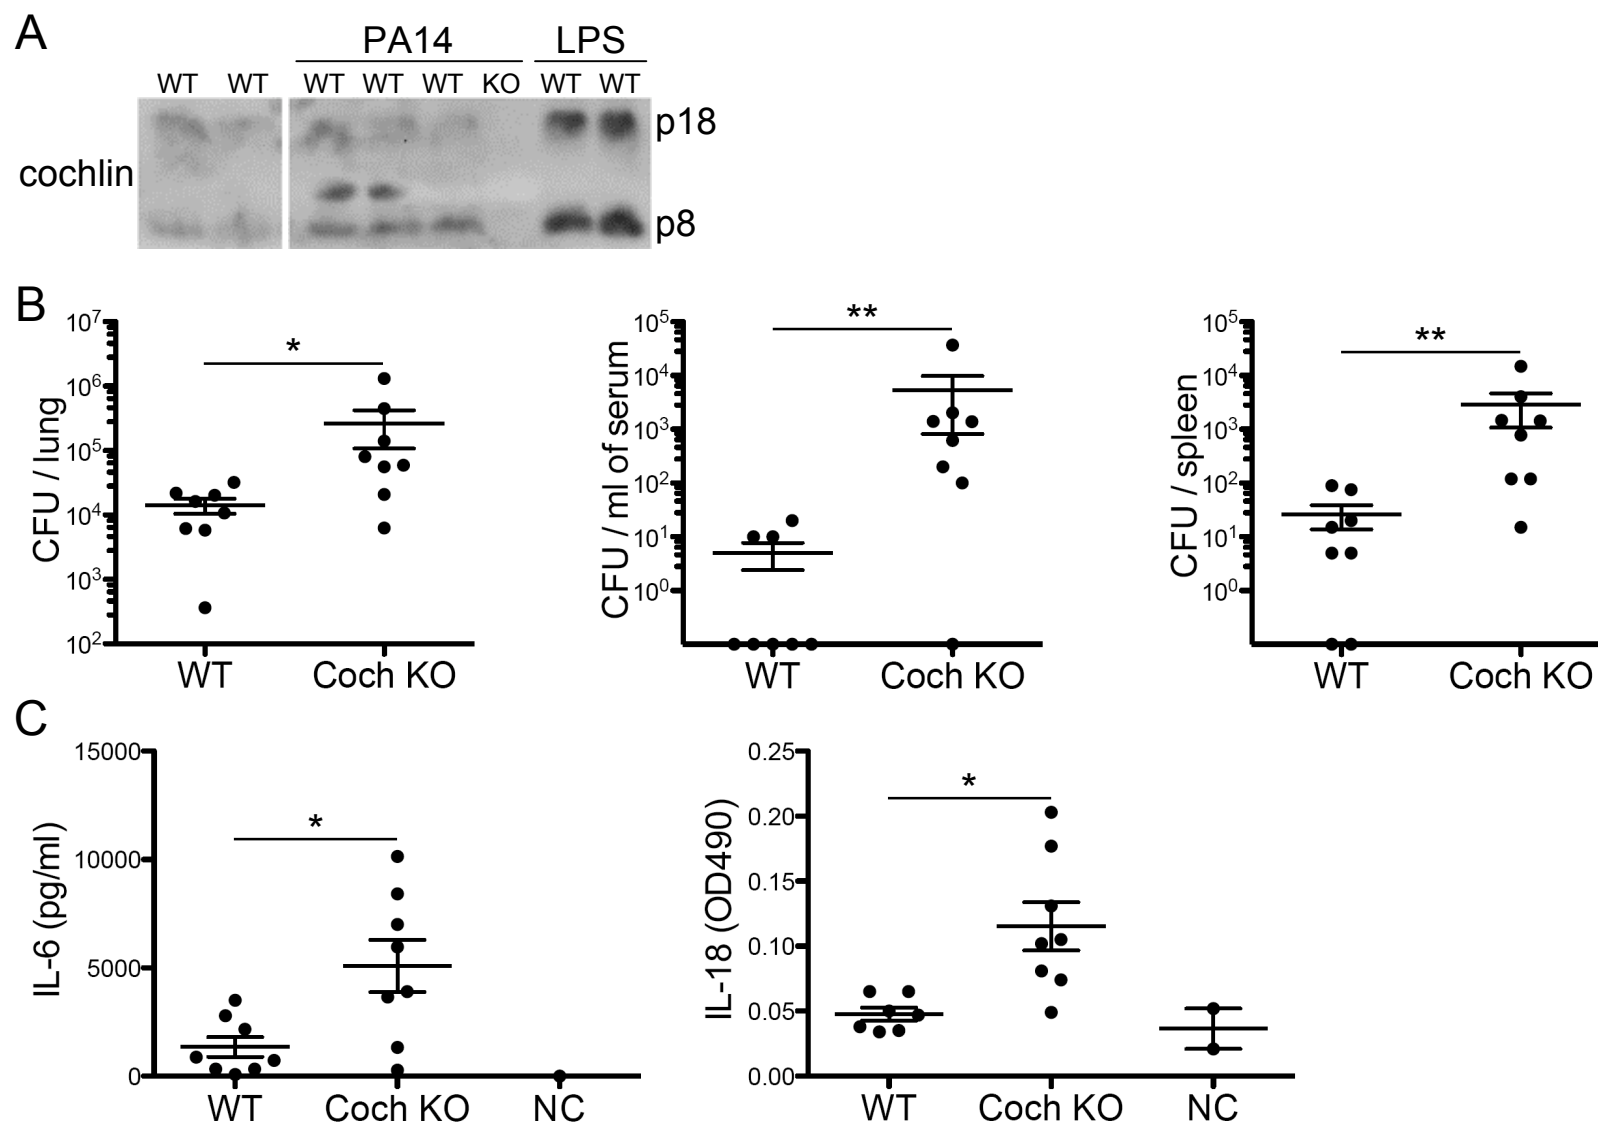 A
PA14 LPS
WT WT WT WT WT KO WT WT
p18
cochlin
p8
B
10^7
10^6
10^5
10^4
10^3
10^2
CFU / lung
*
WT Coch KO
10^5
10^4
10^3
10^2
10^1
10^0
CFU / ml of serum
**
WT Coch KO
10^5
10^4
10^3
10^2
10^1
10^0
CFU / spleen
**
WT Coch KO
C
15000
10000
5000
0
IL-6 (pg/ml)
*
WT Coch KO NC
0.25
0.20
0.15
0.10
0.05
0.00
IL-18 (OD490)
*
WT Coch KO NC